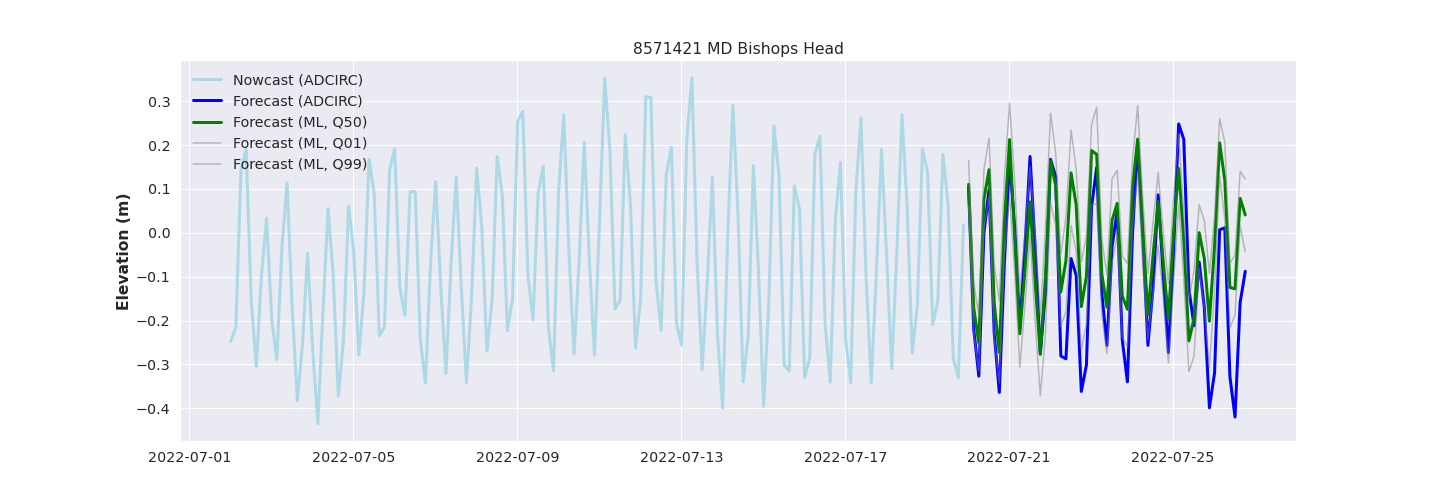 8571421 MD Bishops Head
Nowcast (ADCIRC)
Forecast (ADCIRC)
Forecast (ML, Q50)
Forecast (ML, Q01)
Forecast (ML, Q99)
Elevation (m)
0.3
0.2
0.1
0.0
−0.1
−0.2
−0.3
−0.4
2022-07-01 2022-07-05 2022-07-09 2022-07-13 2022-07-17 2022-07-21 2022-07-25